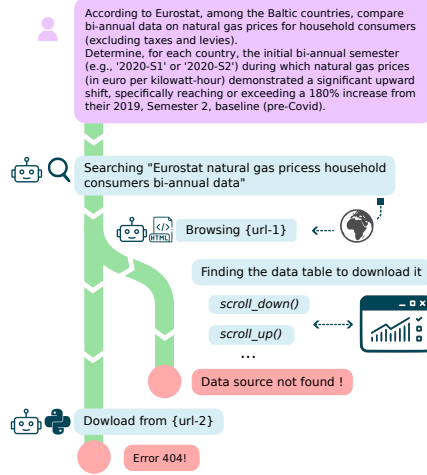 According to Eurostat, among the Baltic countries, compare
bi-annual data on natural gas prices for household consumers
(excluding taxes and levies).
Determine, for each country, the initial bi-annual semester
(e.g., '2020-S1' or '2020-S2') during which natural gas prices
(in euro per kilowatt-hour) demonstrated a significant upward
shift, specifically reaching or exceeding a 180% increase from
their 2019, Semester 2, baseline (pre-Covid).
Searching "Eurostat natural gas pricess household
consumers bi-annual data"
</>
HTML
Browsing {url-1}
Finding the data table to download it
scroll_down()
scroll_up()
...
Data source not found !
Dowload from {url-2}
Error 404!